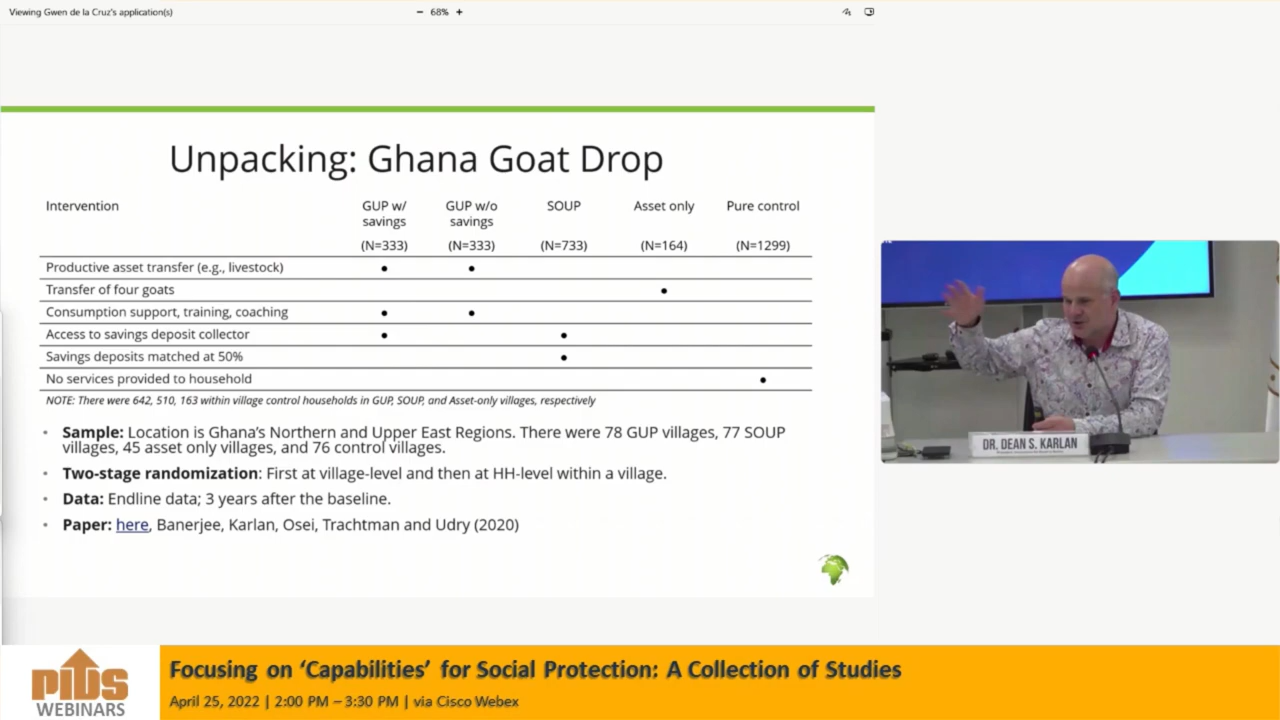 Viewing Gwen de la Cruz's application(s)
− 68% +
Unpacking: Ghana Goat Drop
Intervention GUP w/ savings GUP w/o savings SOUP Asset only Pure control
(N=333) (N=333) (N=733) (N=164) (N=1299)
Productive asset transfer (e.g., livestock) • •
Transfer of four goats •
Consumption support, training, coaching • •
Access to savings deposit collector • •
Savings deposits matched at 50% •
No services provided to household •
NOTE: There were 642, 510, 163 within village control households in GUP, SOUP, and Asset-only villages, respectively
• Sample: Location is Ghana's Northern and Upper East Regions. There were 78 GUP villages, 77 SOUP
villages, 45 asset only villages, and 76 control villages.
• Two-stage randomization: First at village-level and then at HH-level within a village.
• Data: Endline data; 3 years after the baseline.
• Paper: here, Banerjee, Karlan, Osei, Trachtman and Udry (2020)
DR. DEAN S. KARLAN
PIDS
WEBINARS
Focusing on ‘Capabilities’ for Social Protection: A Collection of Studies
April 25, 2022 | 2:00 PM – 3:30 PM | via Cisco Webex